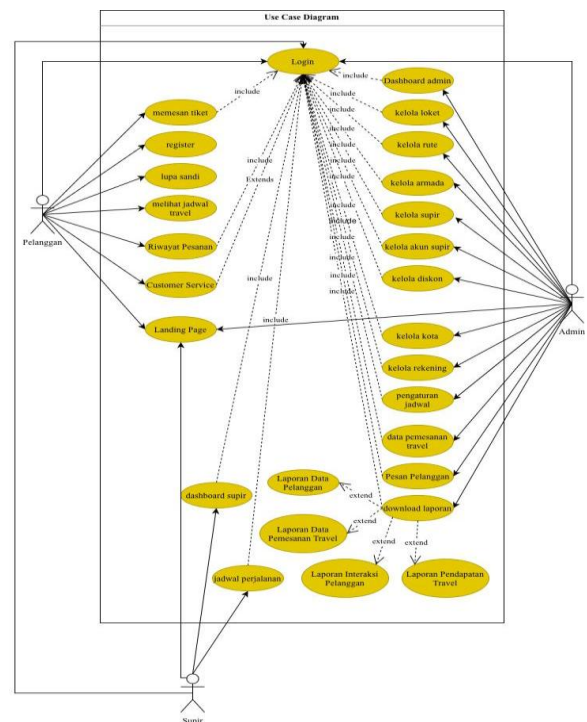 Use Case Diagram
Login
Dashboard admin
include
memesan tiket
include
kelola loket
include
register
kelola rute
include
lupa sandi
include
Extends
kelola armada
include
include
melihat jadwal
travel
kelola supir
include
include
Pelanggan
Riwayat Pesanan
kelola akun supir
include
include
Customer Service
include
kelola diskon
include
include
include
Landing Page
include
Admin
kelola kota
kelola rekening
pengaturan
jadwal
data pemesanan
travel
Pesan Pelanggan
Laporan Data
Pelanggan
dashboard supir
extend
download laporan
Laporan Data
Pemesanan Travel
extend
extend
extend
jadwal perjalanan
Laporan Interaksi
Pelanggan
Laporan Pendapatan
Travel
Supir